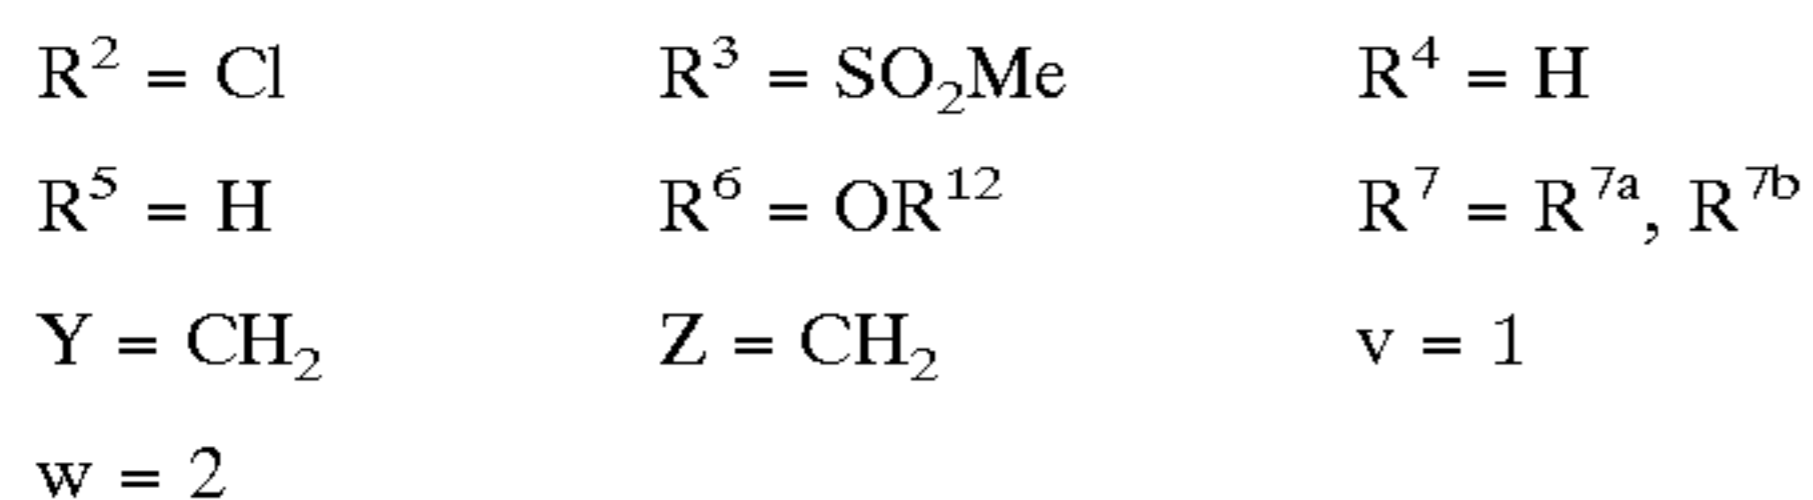 R² = Cl R³ = SO₂Me R⁴ = H
R⁵ = H R⁶ = OR¹² R⁷ = R⁷ᵃ, R⁷ᵇ
Y = CH₂ Z = CH₂ v = 1
w = 2